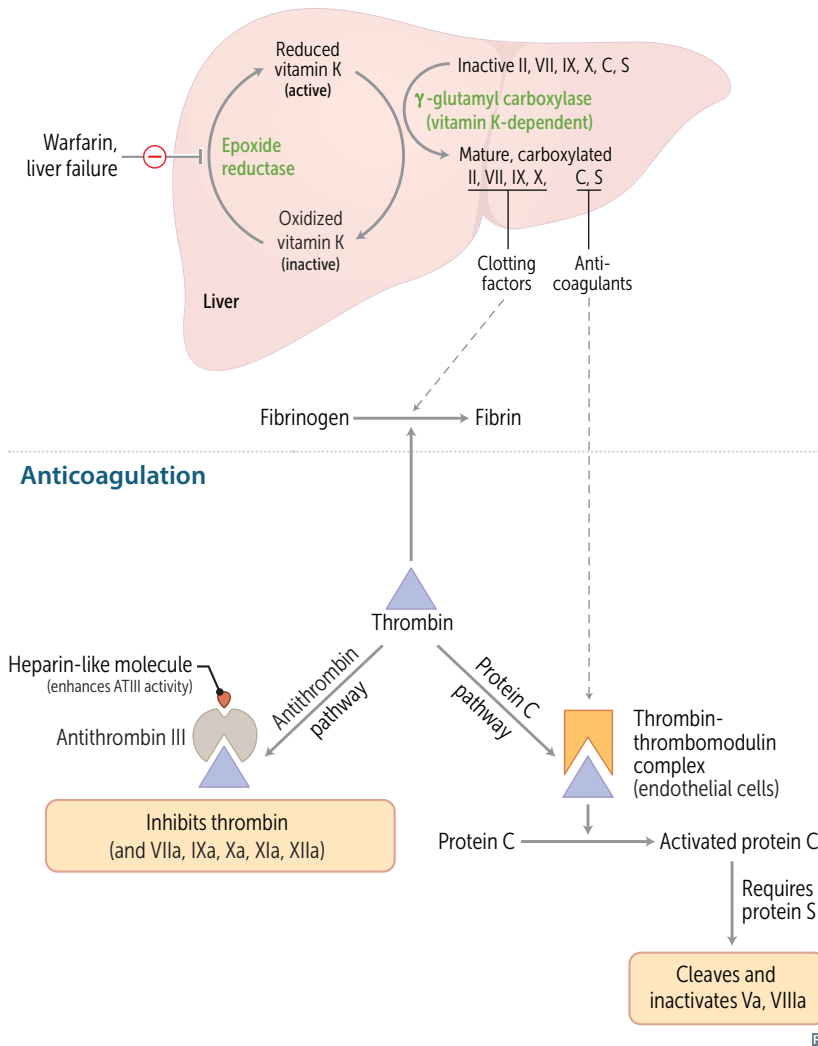 Reduced
vitamin K
(active)
Inactive II, VII, IX, X, C, S
γ-glutamyl carboxylase
(vitamin K-dependent)
Warfarin,
liver failure
Epoxide
reductase
Mature, carboxylated
II, VII, IX, X,
C, S
Oxidized
vitamin K
(inactive)
Liver
Clotting
factors
Anti-
coagulants
Fibrinogen
Fibrin
Anticoagulation
Thrombin
Heparin-like molecule
(enhances ATIII activity)
Antithrombin
pathway
Protein C
pathway
Antithrombin III
Thrombin-
thrombomodulin
complex
(endothelial cells)
Inhibits thrombin
(and VIIa, IXa, Xa, XIa, XIIa)
Protein C
Activated protein C
Requires
protein S
Cleaves and
inactivates Va, VIIIa